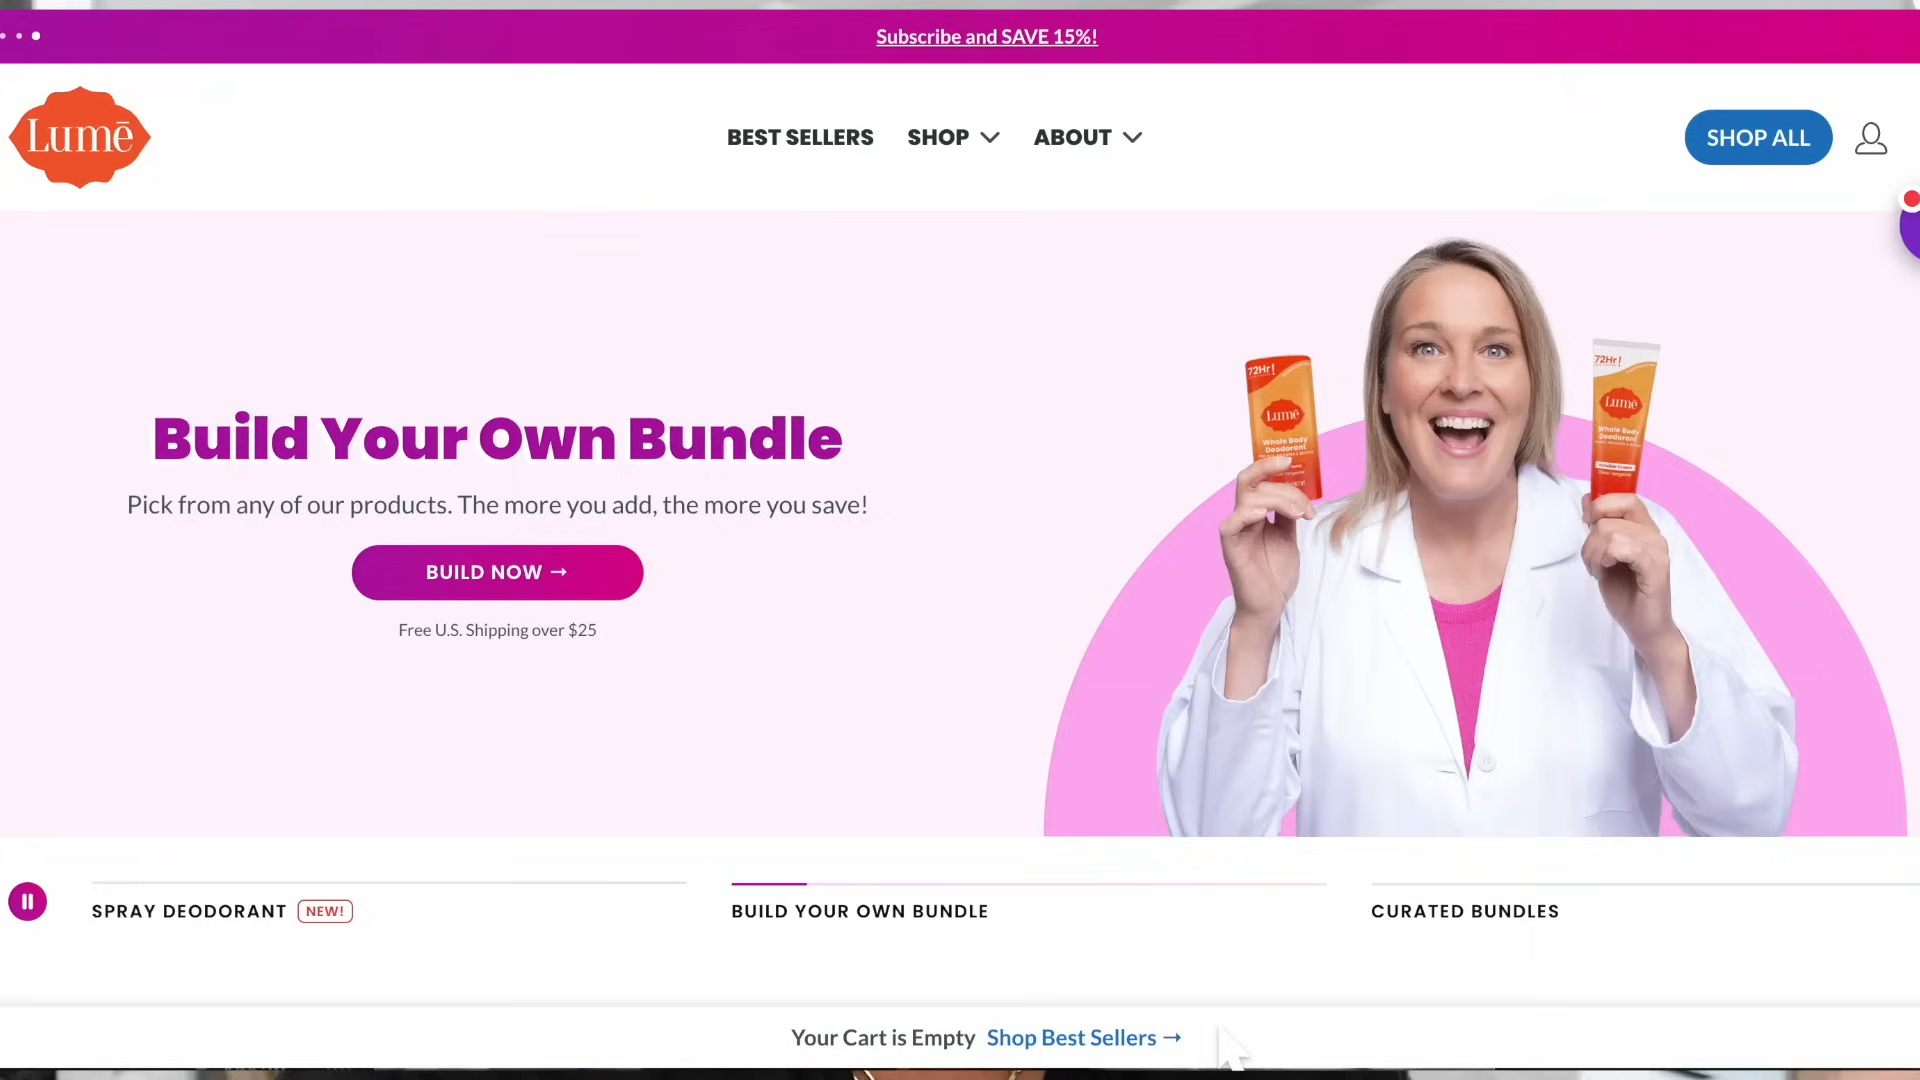 Subscribe and SAVE 15%!
Lumē
BEST SELLERS
SHOP
ABOUT
SHOP ALL
Build Your Own Bundle
Pick from any of our products. The more you add, the more you save!
BUILD NOW →
Free U.S. Shipping over $25
72Hr!
Lumē
Whole Body
Deodorant
72Hr!
Lumē
Whole Body
Deodorant
SPRAY DEODORANT NEW!
BUILD YOUR OWN BUNDLE
CURATED BUNDLES
Your Cart is Empty Shop Best Sellers →